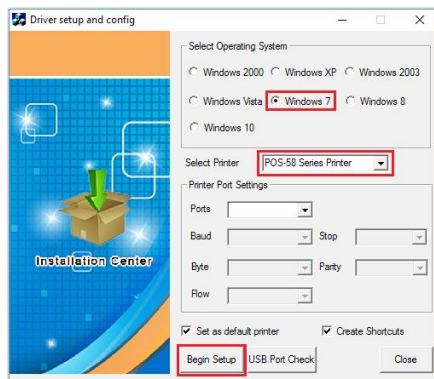 Driver setup and config
Select Operating System
Windows 2000 Windows XP Windows 2003
Windows Vista Windows 7 Windows 8
Windows 10
Select Printer POS-58 Series Printer
Printer Port Settings
Ports
Baud Stop
Byte Parity
Flow
Installation Center
Set as default printer Create Shortcuts
Begin Setup USB Port Check Close